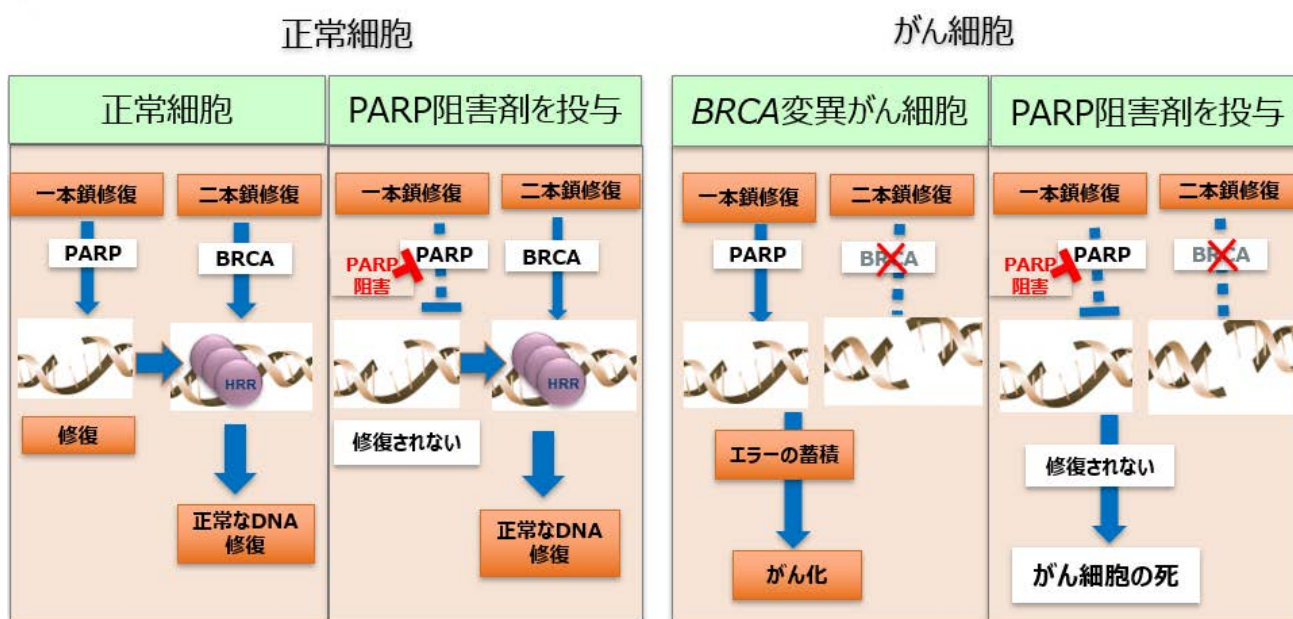 正常細胞
がん細胞
正常細胞
PARP阻害剤を投与
BRCA変異がん細胞
PARP阻害剤を投与
一本鎖修復
二本鎖修復
一本鎖修復
二本鎖修復
一本鎖修復
二本鎖修復
一本鎖修復
二本鎖修復
PARP
BRCA
PARP
阻害
PARP
BRCA
PARP
BRCA
PARP
阻害
PARP
BRCA
HRR
HRR
修復
修復されない
エラーの蓄積
修復されない
正常なDNA
修復
正常なDNA
修復
がん化
がん細胞の死